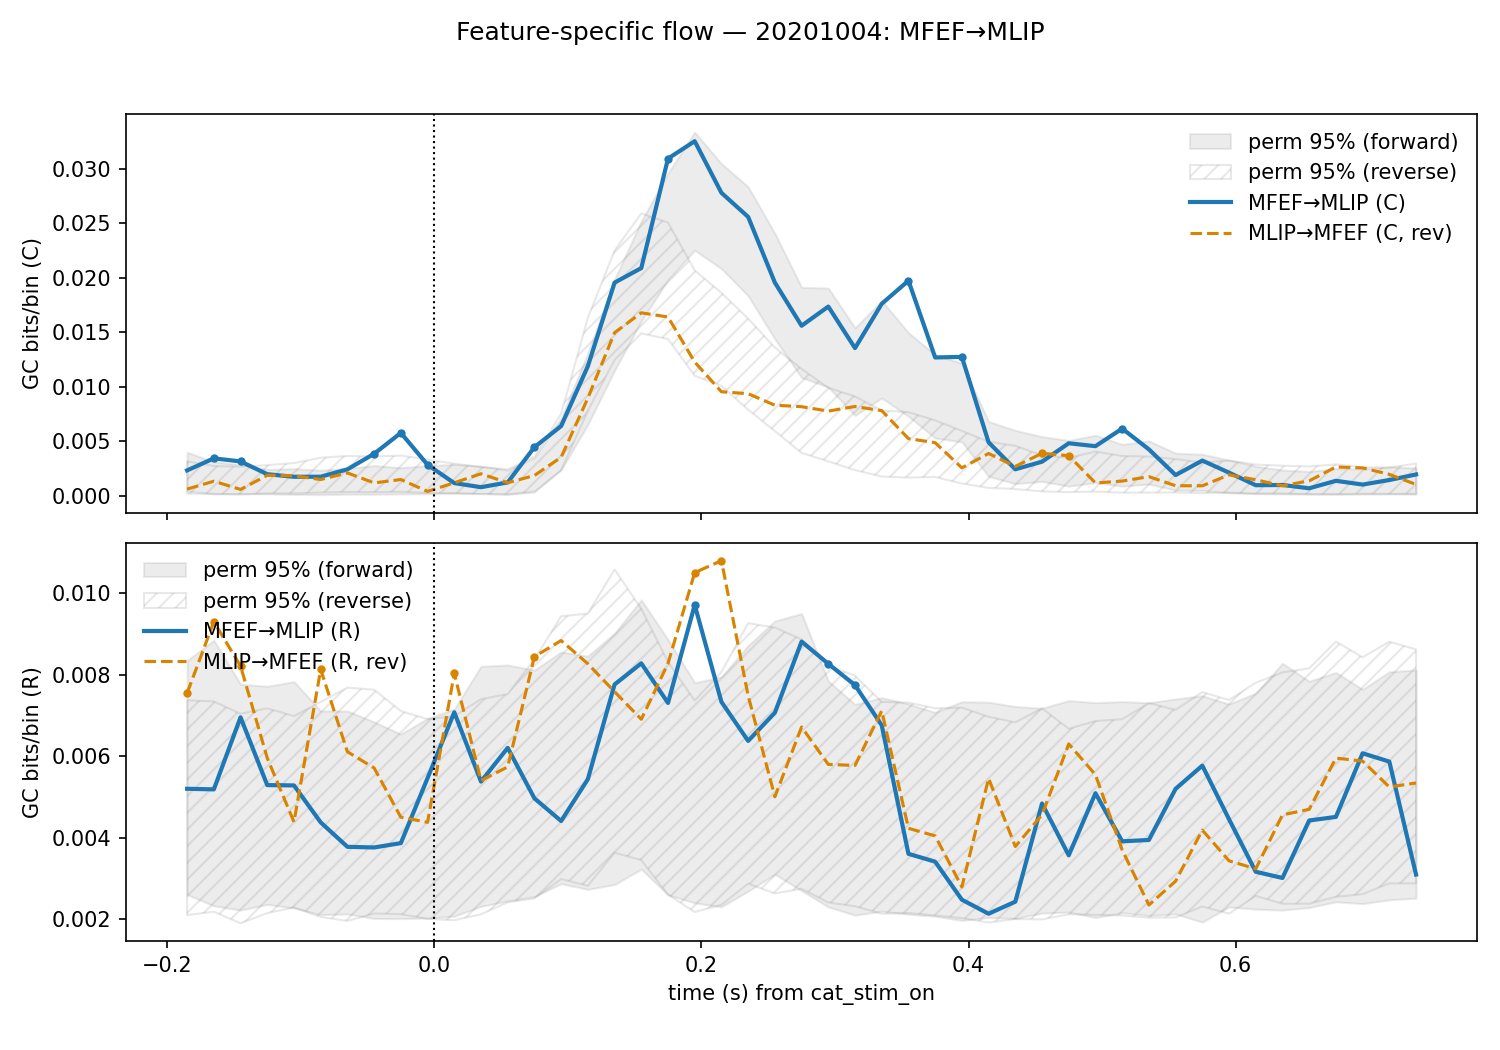 Feature-specific flow — 20201004: MFEF→MLIP
GC bits/bin (C)
0.030
0.025
0.020
0.015
0.010
0.005
0.000
perm 95% (forward)
perm 95% (reverse)
MFEF→MLIP (C)
MLIP→MFEF (C, rev)
GC bits/bin (R)
0.010
0.008
0.006
0.004
0.002
perm 95% (forward)
perm 95% (reverse)
MFEF→MLIP (R)
MLIP→MFEF (R, rev)
−0.2 0.0 0.2 0.4 0.6
time (s) from cat_stim_on